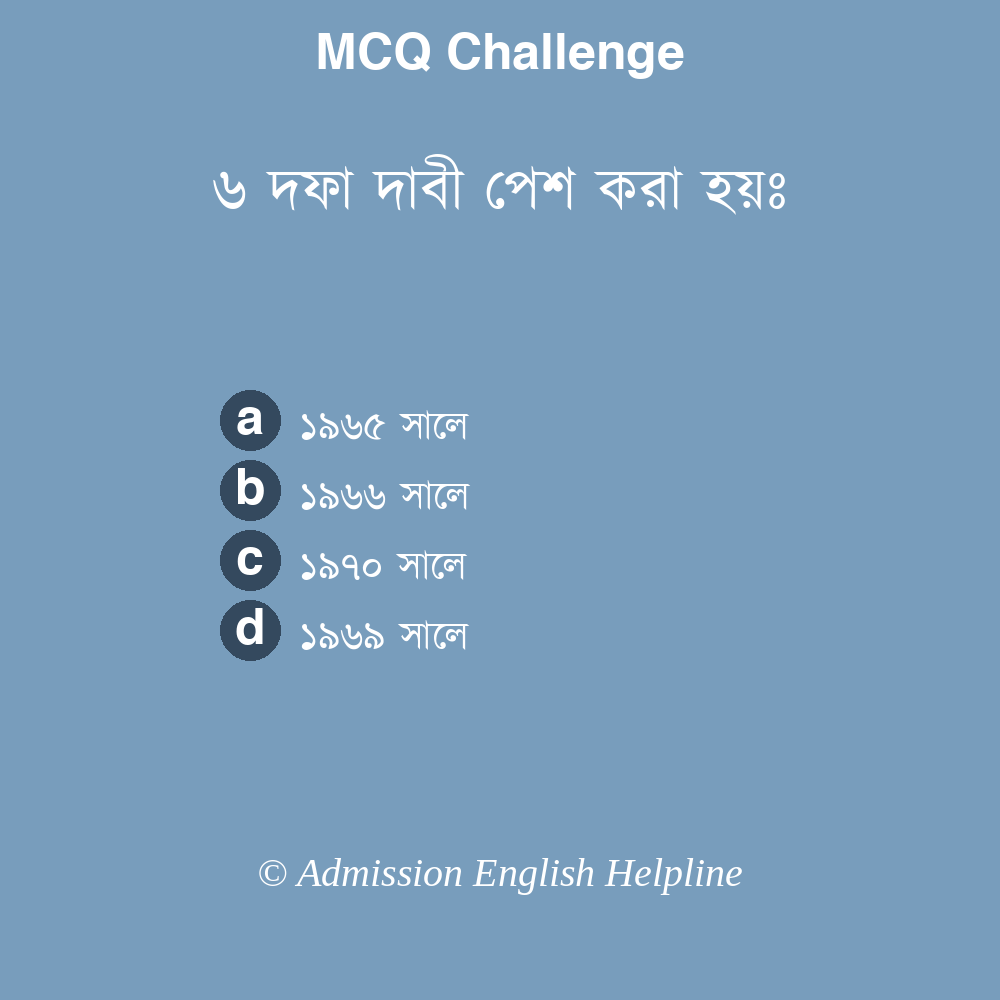 MCQ Challenge
৬ দফা দাবী পেশ করা হয়ঃ
a ১৯৬৫ সালে
b ১৯৬৬ সালে
c ১৯৭০ সালে
d ১৯৬৯ সালে
© Admission English Helpline